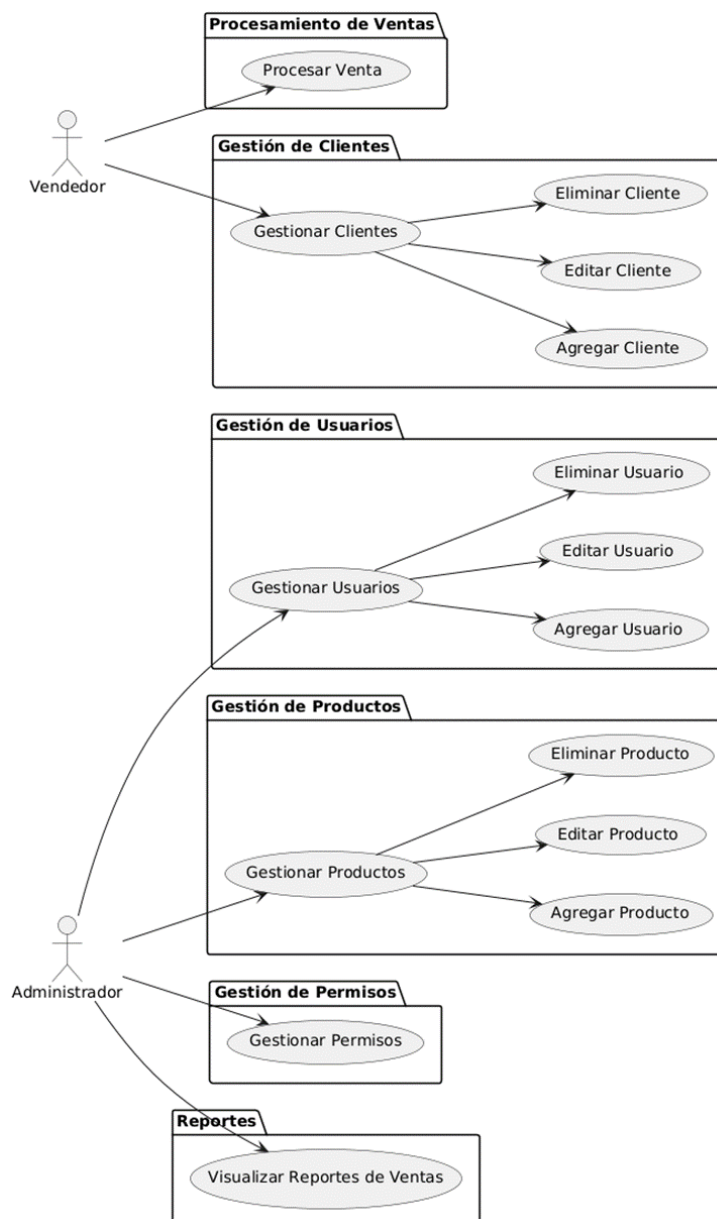 Procesamiento de Ventas
Procesar Venta
Vendedor
Gestión de Clientes
Gestionar Clientes
Eliminar Cliente
Editar Cliente
Agregar Cliente
Gestión de Usuarios
Gestionar Usuarios
Eliminar Usuario
Editar Usuario
Agregar Usuario
Gestión de Productos
Gestionar Productos
Eliminar Producto
Editar Producto
Agregar Producto
Administrador
Gestión de Permisos
Gestionar Permisos
Reportes
Visualizar Reportes de Ventas